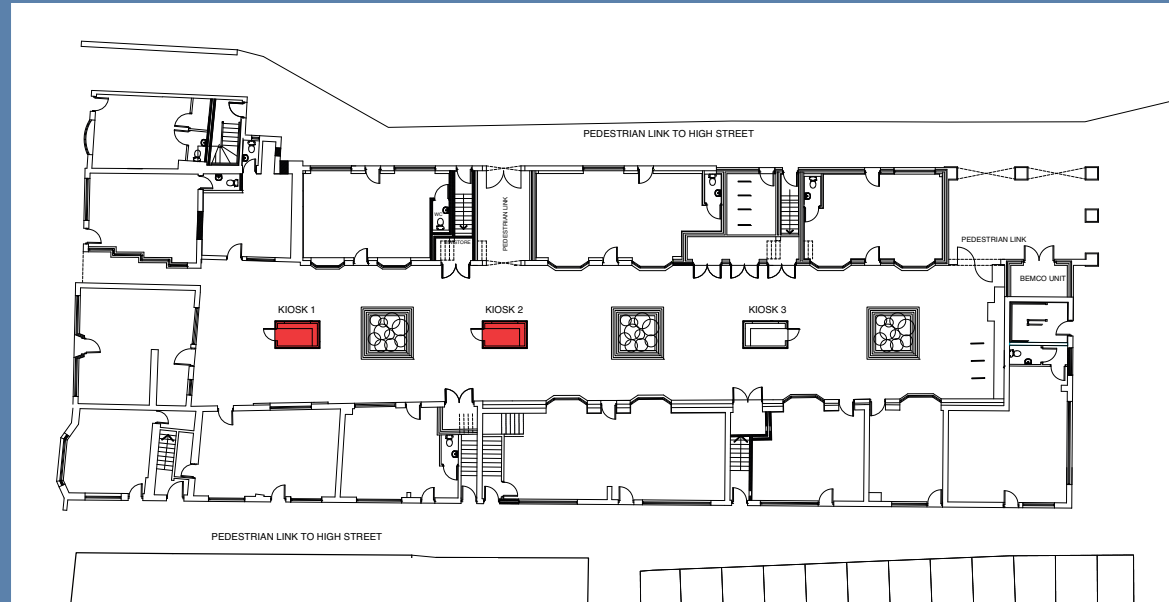 PEDESTRIAN LINK TO HIGH STREET
WC
PEDESTRIAN LINK
PEDESTRIAN LINK
BEMCO UNIT
KIOSK 1
KIOSK 2
KIOSK 3
PEDESTRIAN LINK TO HIGH STREET